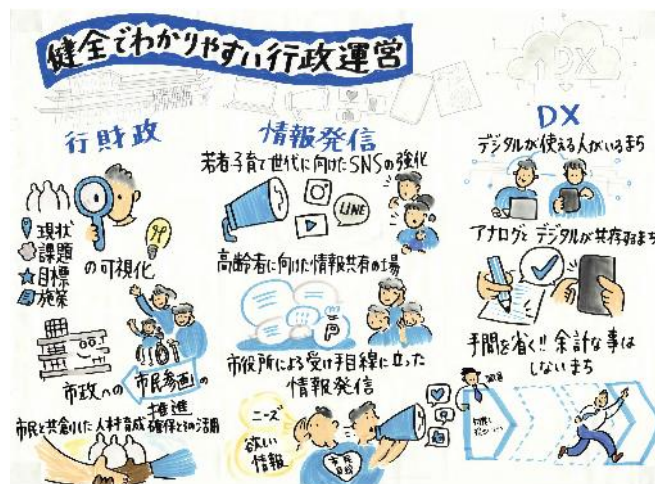 健全でわかりやすい行政運営
DX
行財政
現状
課題
目標
施策
の可視化
市政への「市民参画」の
推進
市民と共創した人材育成
確保とその活用
情報発信
若者子育て世代に向けたSNSの強化
LINE
高齢者に向けた情報共有の場
市役所による受け手目線に立った
情報発信
ニーズ
欲しい
情報
市民
目線
DX
デジタルが使える人がいるまち
アナログとデジタルが共存するまち
手間を省く!! 余計な事は
しないまち